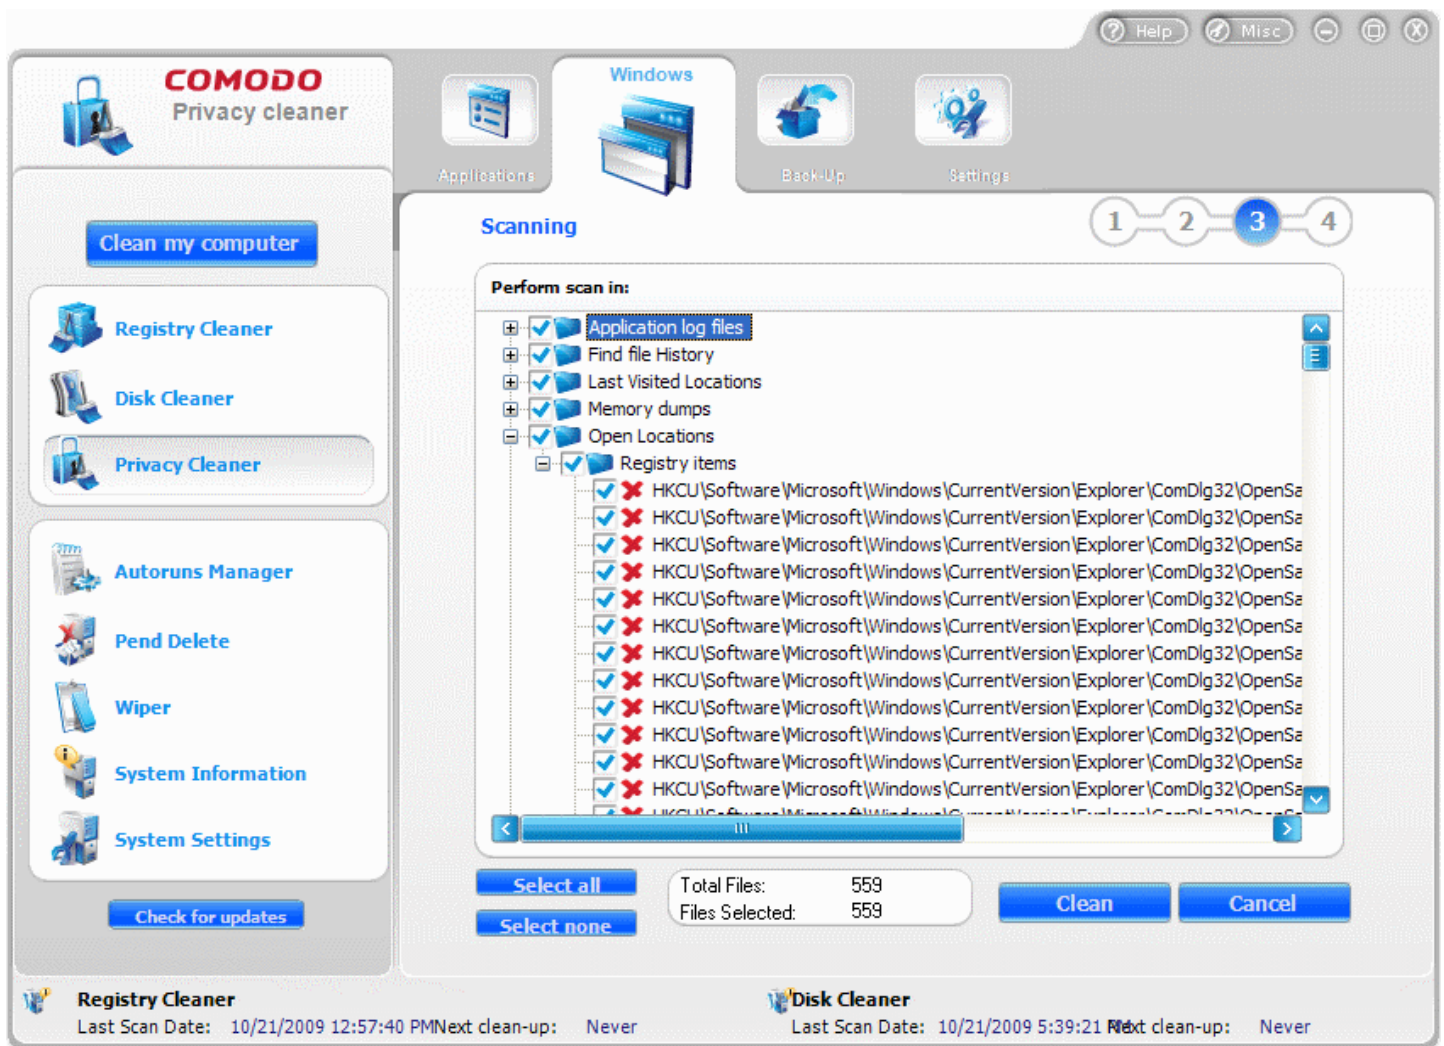 Help Misc
COMODO
Privacy cleaner
Applications
Windows
Back-Up
Settings
Clean my computer
Registry Cleaner
Disk Cleaner
Privacy Cleaner
Autoruns Manager
Pend Delete
Wiper
System Information
System Settings
Check for updates
Scanning
1 2 3 4
Perform scan in:
Application log files
Find file History
Last Visited Locations
Memory dumps
Open Locations
Registry items
HKCU\Software\Microsoft\Windows\CurrentVersion\Explorer\ComDlg32\OpenSa
HKCU\Software\Microsoft\Windows\CurrentVersion\Explorer\ComDlg32\OpenSa
HKCU\Software\Microsoft\Windows\CurrentVersion\Explorer\ComDlg32\OpenSa
HKCU\Software\Microsoft\Windows\CurrentVersion\Explorer\ComDlg32\OpenSa
HKCU\Software\Microsoft\Windows\CurrentVersion\Explorer\ComDlg32\OpenSa
HKCU\Software\Microsoft\Windows\CurrentVersion\Explorer\ComDlg32\OpenSa
HKCU\Software\Microsoft\Windows\CurrentVersion\Explorer\ComDlg32\OpenSa
HKCU\Software\Microsoft\Windows\CurrentVersion\Explorer\ComDlg32\OpenSa
HKCU\Software\Microsoft\Windows\CurrentVersion\Explorer\ComDlg32\OpenSa
HKCU\Software\Microsoft\Windows\CurrentVersion\Explorer\ComDlg32\OpenSa
HKCU\Software\Microsoft\Windows\CurrentVersion\Explorer\ComDlg32\OpenSa
HKCU\Software\Microsoft\Windows\CurrentVersion\Explorer\ComDlg32\OpenSa
Select all
Select none
Total Files: 559
Files Selected: 559
Clean
Cancel
Registry Cleaner
Last Scan Date: 10/21/2009 12:57:40 PM Next clean-up: Never
Disk Cleaner
Last Scan Date: 10/21/2009 5:39:21 Next clean-up: Never